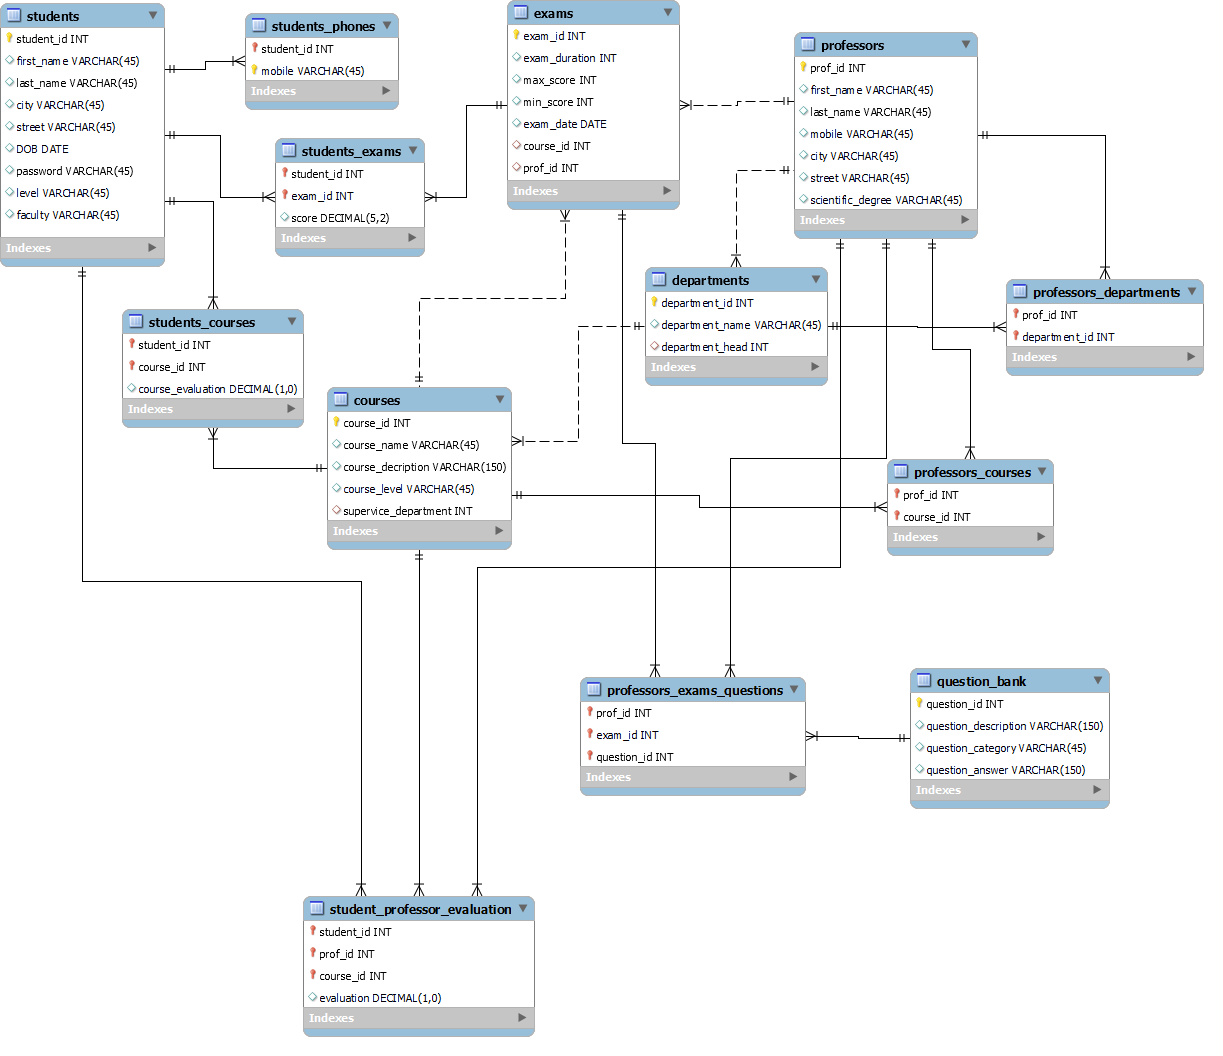 students
student_id INT
first_name VARCHAR(45)
last_name VARCHAR(45)
city VARCHAR(45)
street VARCHAR(45)
DOB DATE
password VARCHAR(45)
level VARCHAR(45)
faculty VARCHAR(45)
Indexes
students_phones
student_id INT
mobile VARCHAR(45)
Indexes
students_exams
student_id INT
exam_id INT
score DECIMAL(5,2)
Indexes
exams
exam_id INT
exam_duration INT
max_score INT
min_score INT
exam_date DATE
course_id INT
prof_id INT
Indexes
professors
prof_id INT
first_name VARCHAR(45)
last_name VARCHAR(45)
mobile VARCHAR(45)
city VARCHAR(45)
street VARCHAR(45)
scientific_degree VARCHAR(45)
Indexes
departments
department_id INT
department_name VARCHAR(45)
department_head INT
Indexes
professors_departments
prof_id INT
department_id INT
Indexes
students_courses
student_id INT
course_id INT
course_evaluation DECIMAL(1,0)
Indexes
courses
course_id INT
course_name VARCHAR(45)
course_decription VARCHAR(150)
course_level VARCHAR(45)
supervice_department INT
Indexes
professors_courses
prof_id INT
course_id INT
Indexes
professors_exams_questions
prof_id INT
exam_id INT
question_id INT
Indexes
question_bank
question_id INT
question_description VARCHAR(150)
question_category VARCHAR(45)
question_answer VARCHAR(150)
Indexes
student_professor_evaluation
student_id INT
prof_id INT
course_id INT
evaluation DECIMAL(1,0)
Indexes